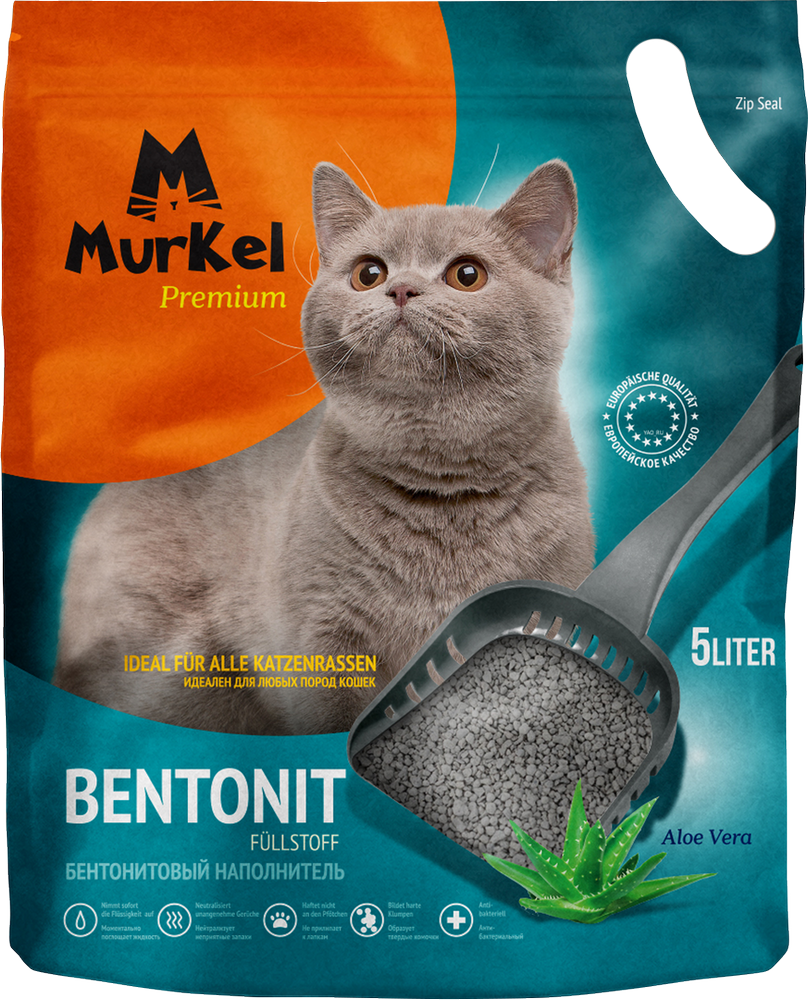 Zip Seal
MurKel
Premium
EUROPÄISCHE QUALITÄT
YAO RU
ЕВРОПЕЙСКОЕ КАЧЕСТВО
5LITER
IDEAL FÜR ALLE KATZENRASSEN
ИДЕАЛЕН ДЛЯ ЛЮБЫХ ПОРОД КОШЕК
BENTONIT
FÜLLSTOFF
БЕНТОНИТОВЫЙ НАПОЛНИТЕЛЬ
Aloe Vera
Nimmt sofort
die Flüssigkeit auf
Моментально
поглощает жидкость
Neutralisiert
unangenehme Gerüche
Нейтрализует
неприятные запахи
Haftet nicht
an den Pfötchen
Не прилипает
к лапкам
Bildet harte
Klumpen
Образует
твердые комочки
Anti-
bakteriell
Анти-
бактериальный